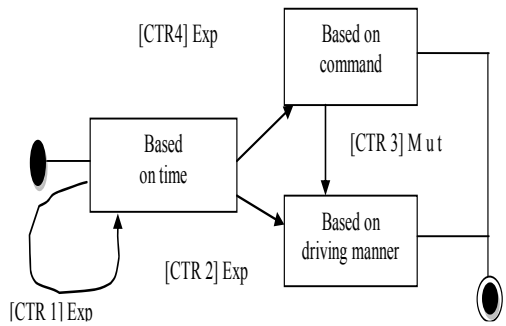 [CTR4] Exp
Based on
command
Based
on time
[CTR 3] M u t
Based on
driving manner
[CTR 2] Exp
[CTR 1] Exp